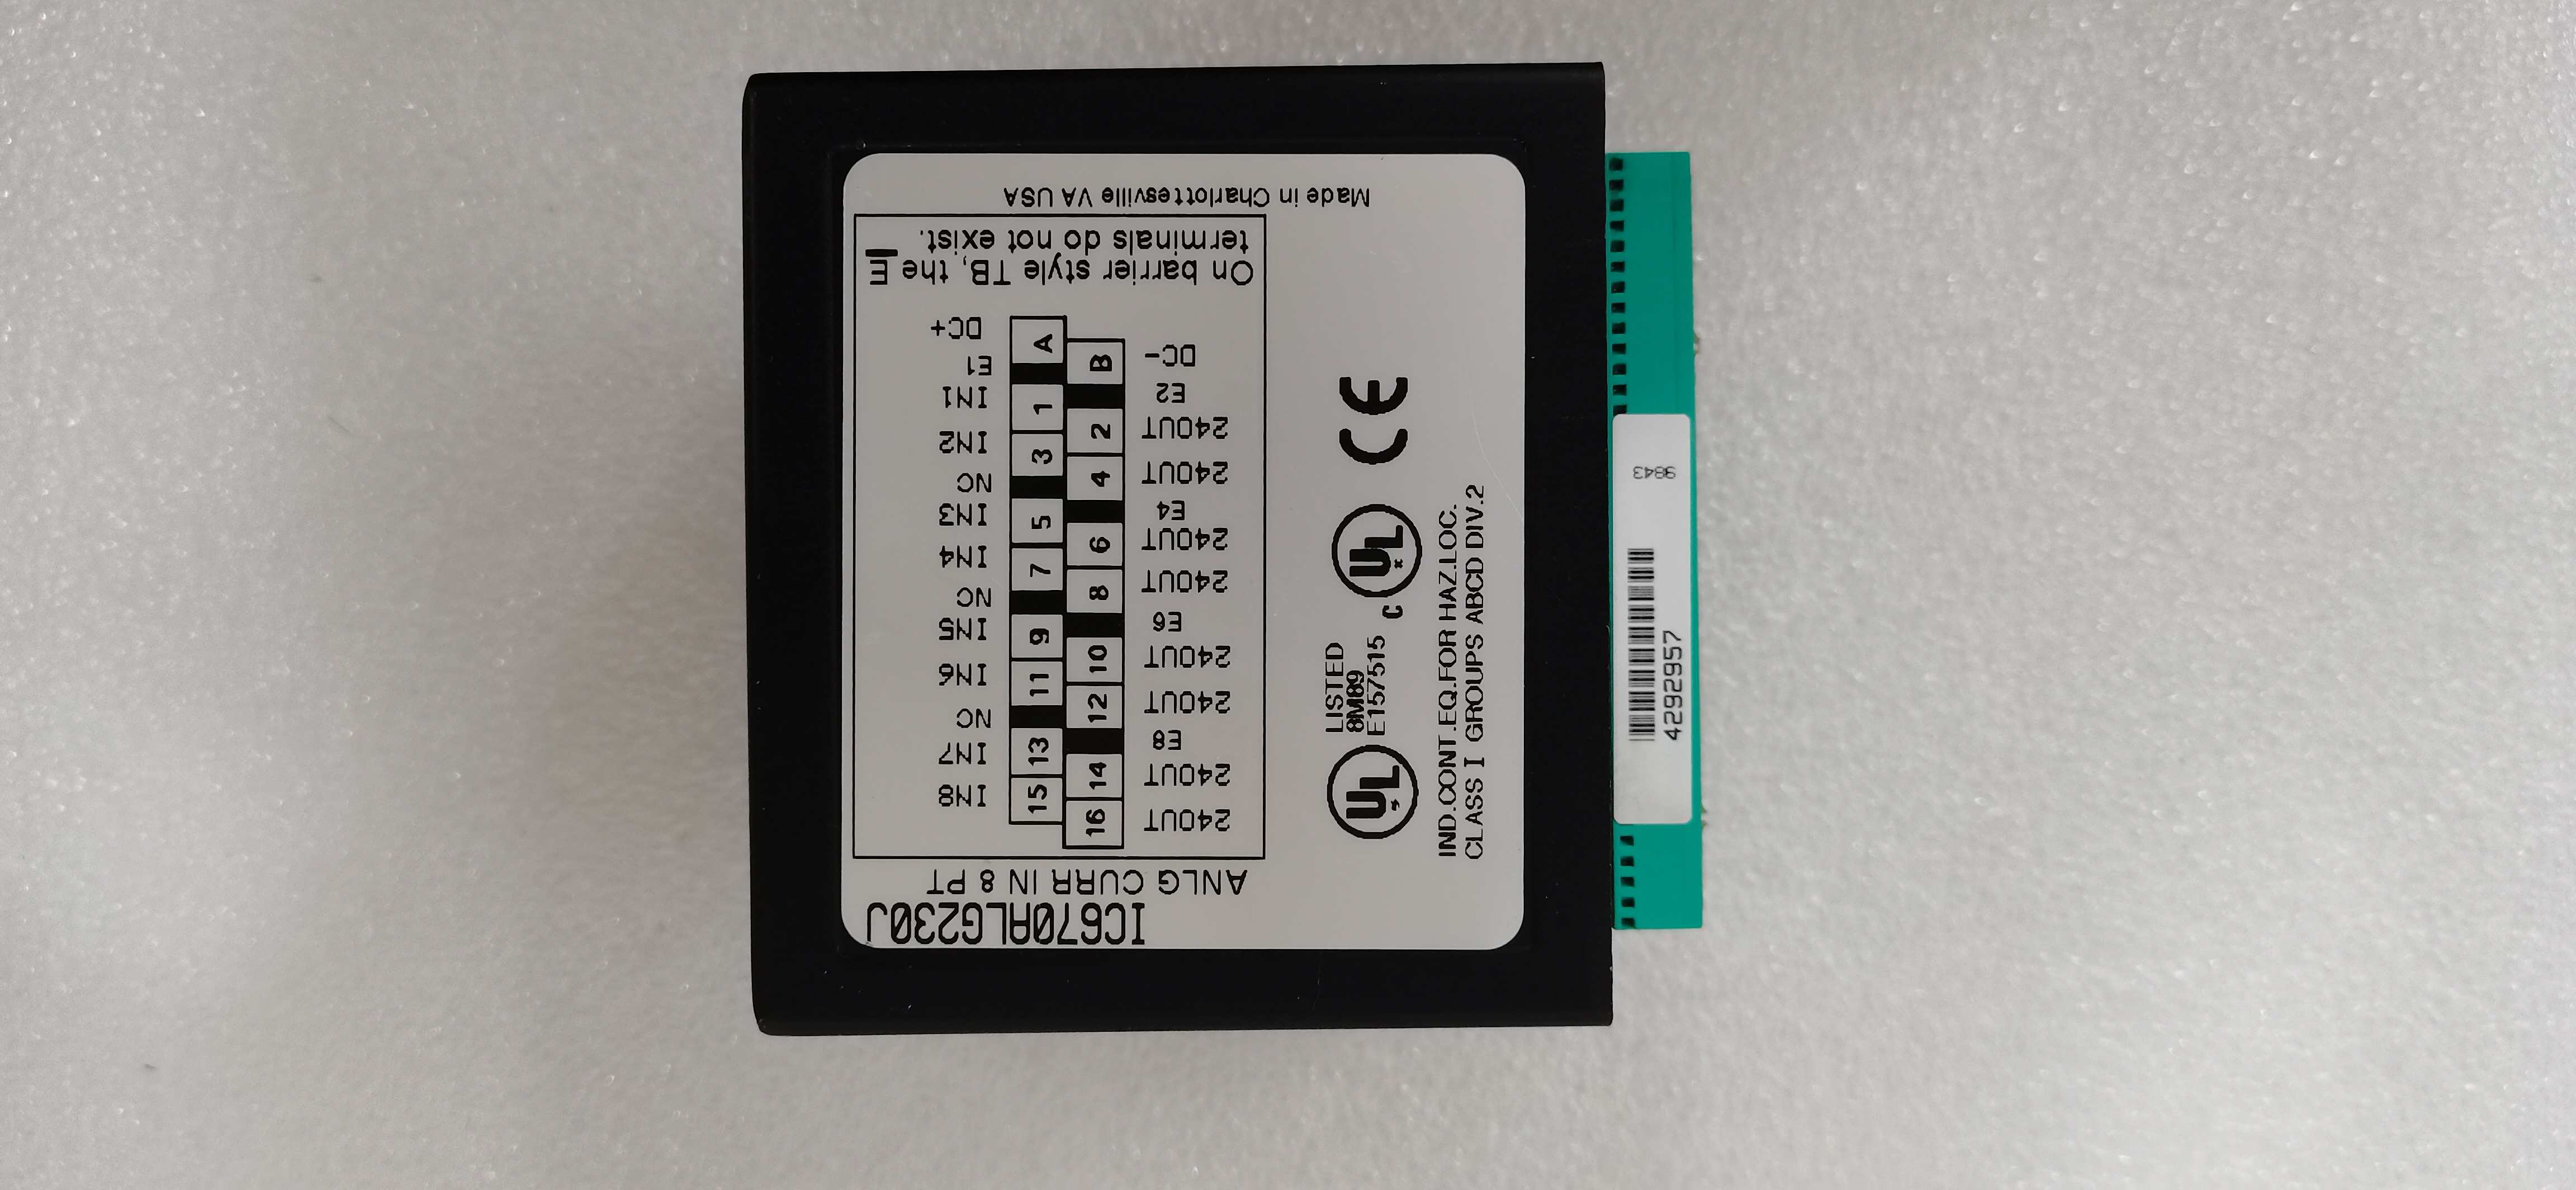 IC670ALG230J
ANLG CURR IN 8 PT
24OUT 16
15 IN8
24OUT 14
13 IN7
E8
NC
24OUT 12
11 IN6
24OUT 10
9 IN5
E6
NC
24OUT 8
7 IN4
24OUT 6
5 IN3
E4
NC
24OUT 4
3 IN2
24OUT 2
1 IN1
E2
E1
DC- B
A DC+
On barrier style TB, the E
terminals do not exist.
Made in Charlottesville VA USA
UL
LISTED
8M89
E157515
C UL
CE
IND.CONT.EQ.FOR HAZ.LOC.
CLASS I GROUPS ABCD DIV.2
9843
42929957